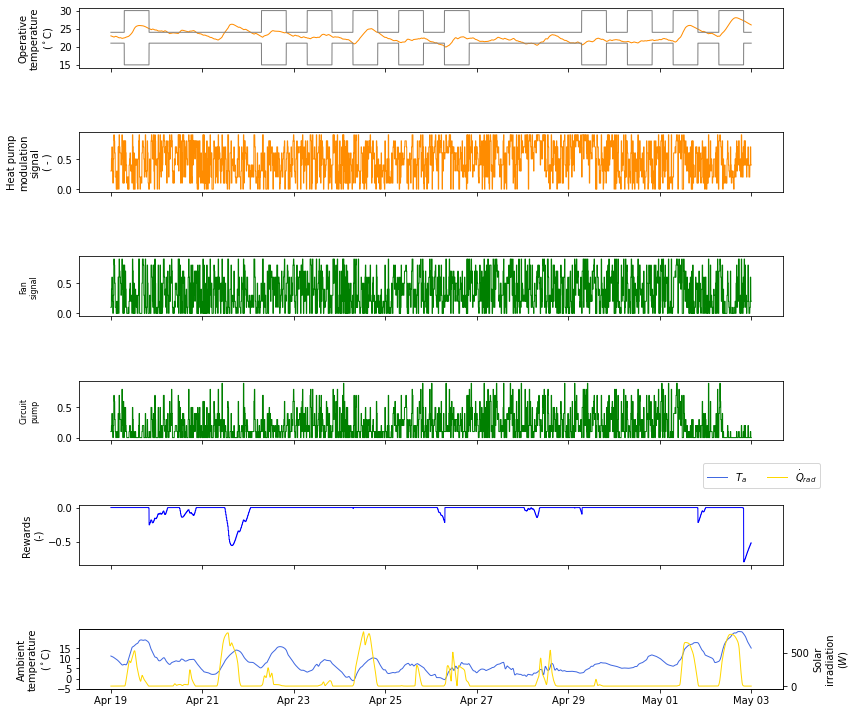 Operative
temperature
(°C)
30
25
20
15
Heat pump
modulation
signal
( - )
0.5
0.0
Fan
signal
0.5
0.0
Circuit
pump
0.5
0.0
T_a
Q̇_rad
Rewards
(-)
0.0
−0.5
Ambient
temperature
(°C)
15
10
5
0
−5
500
0
Solar
irradiation
(W)
Apr 19 Apr 21 Apr 23 Apr 25 Apr 27 Apr 29 May 01 May 03